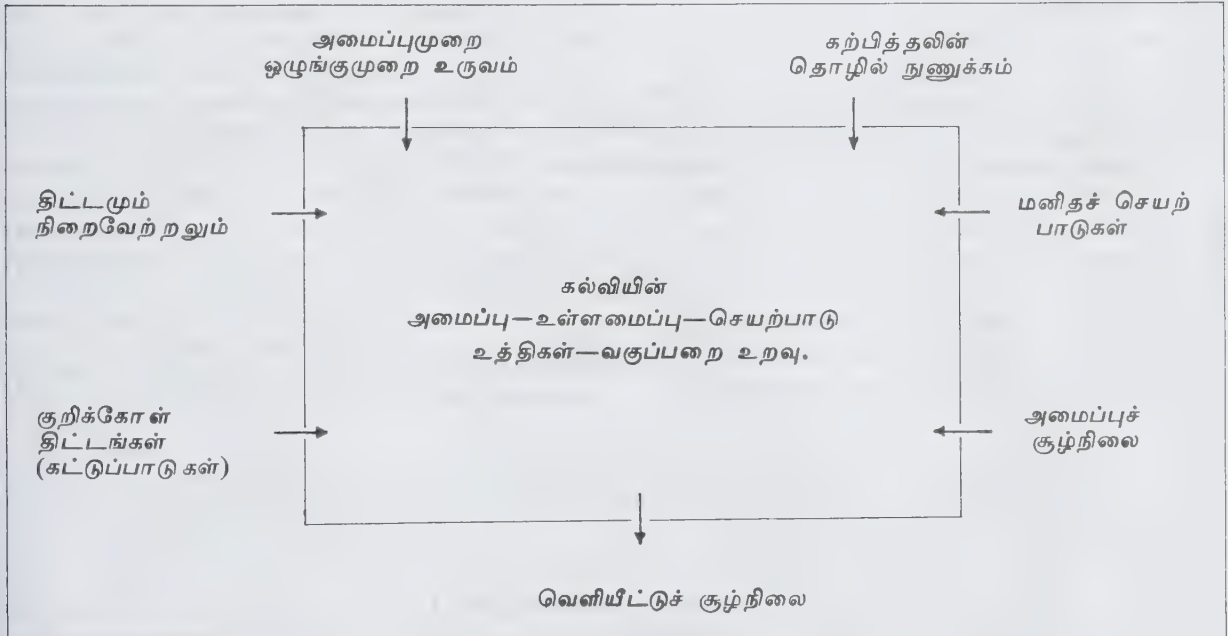 அமைப்புமுறை
ஒழுங்குமுறை உருவம்
கற்பித்தலின்
தொழில் நுணுக்கம்
திட்டமும்
நிறைவேற்றலும்
மனிதச் செயற்
பாடுகள்
கல்வியின்
அமைப்பு—உள்ளமைப்பு—செயற்பாடு
உத்திகள்—வகுப்பறை உறவு.
குறிக்கோள்
திட்டங்கள்
(கட்டுப்பாடுகள்)
அமைப்புச்
சூழ்நிலை
வெளியீட்டுச் சூழ்நிலை